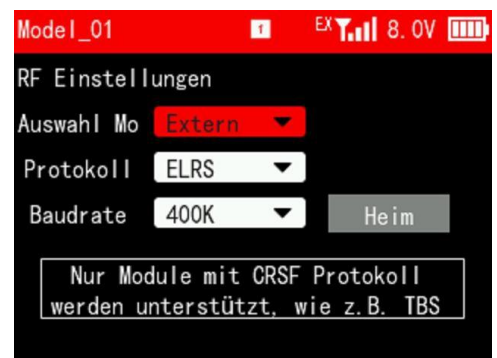 Model_01 1 EX 8.0V
RF Einstellungen
Auswahl Mo Extern
Protokoll ELRS
Baudrate 400K Heim
Nur Module mit CRSF Protokoll
werden unterstützt, wie z.B. TBS